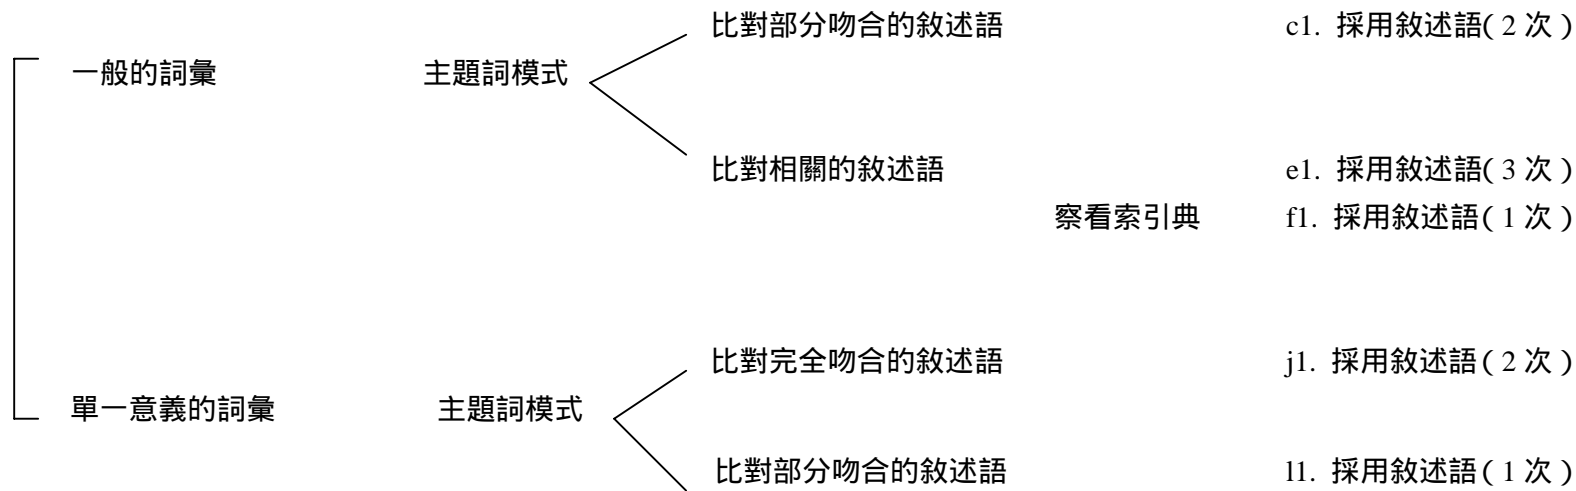 比對部分吻合的敘述語 c1. 採用敘述語(2 次)
一般的詞彙 主題詞模式
比對相關的敘述語 e1. 採用敘述語(3 次)
察看索引典 f1. 採用敘述語(1 次)
比對完全吻合的敘述語 j1. 採用敘述語(2 次)
單一意義的詞彙 主題詞模式
比對部分吻合的敘述語 l1. 採用敘述語(1 次)